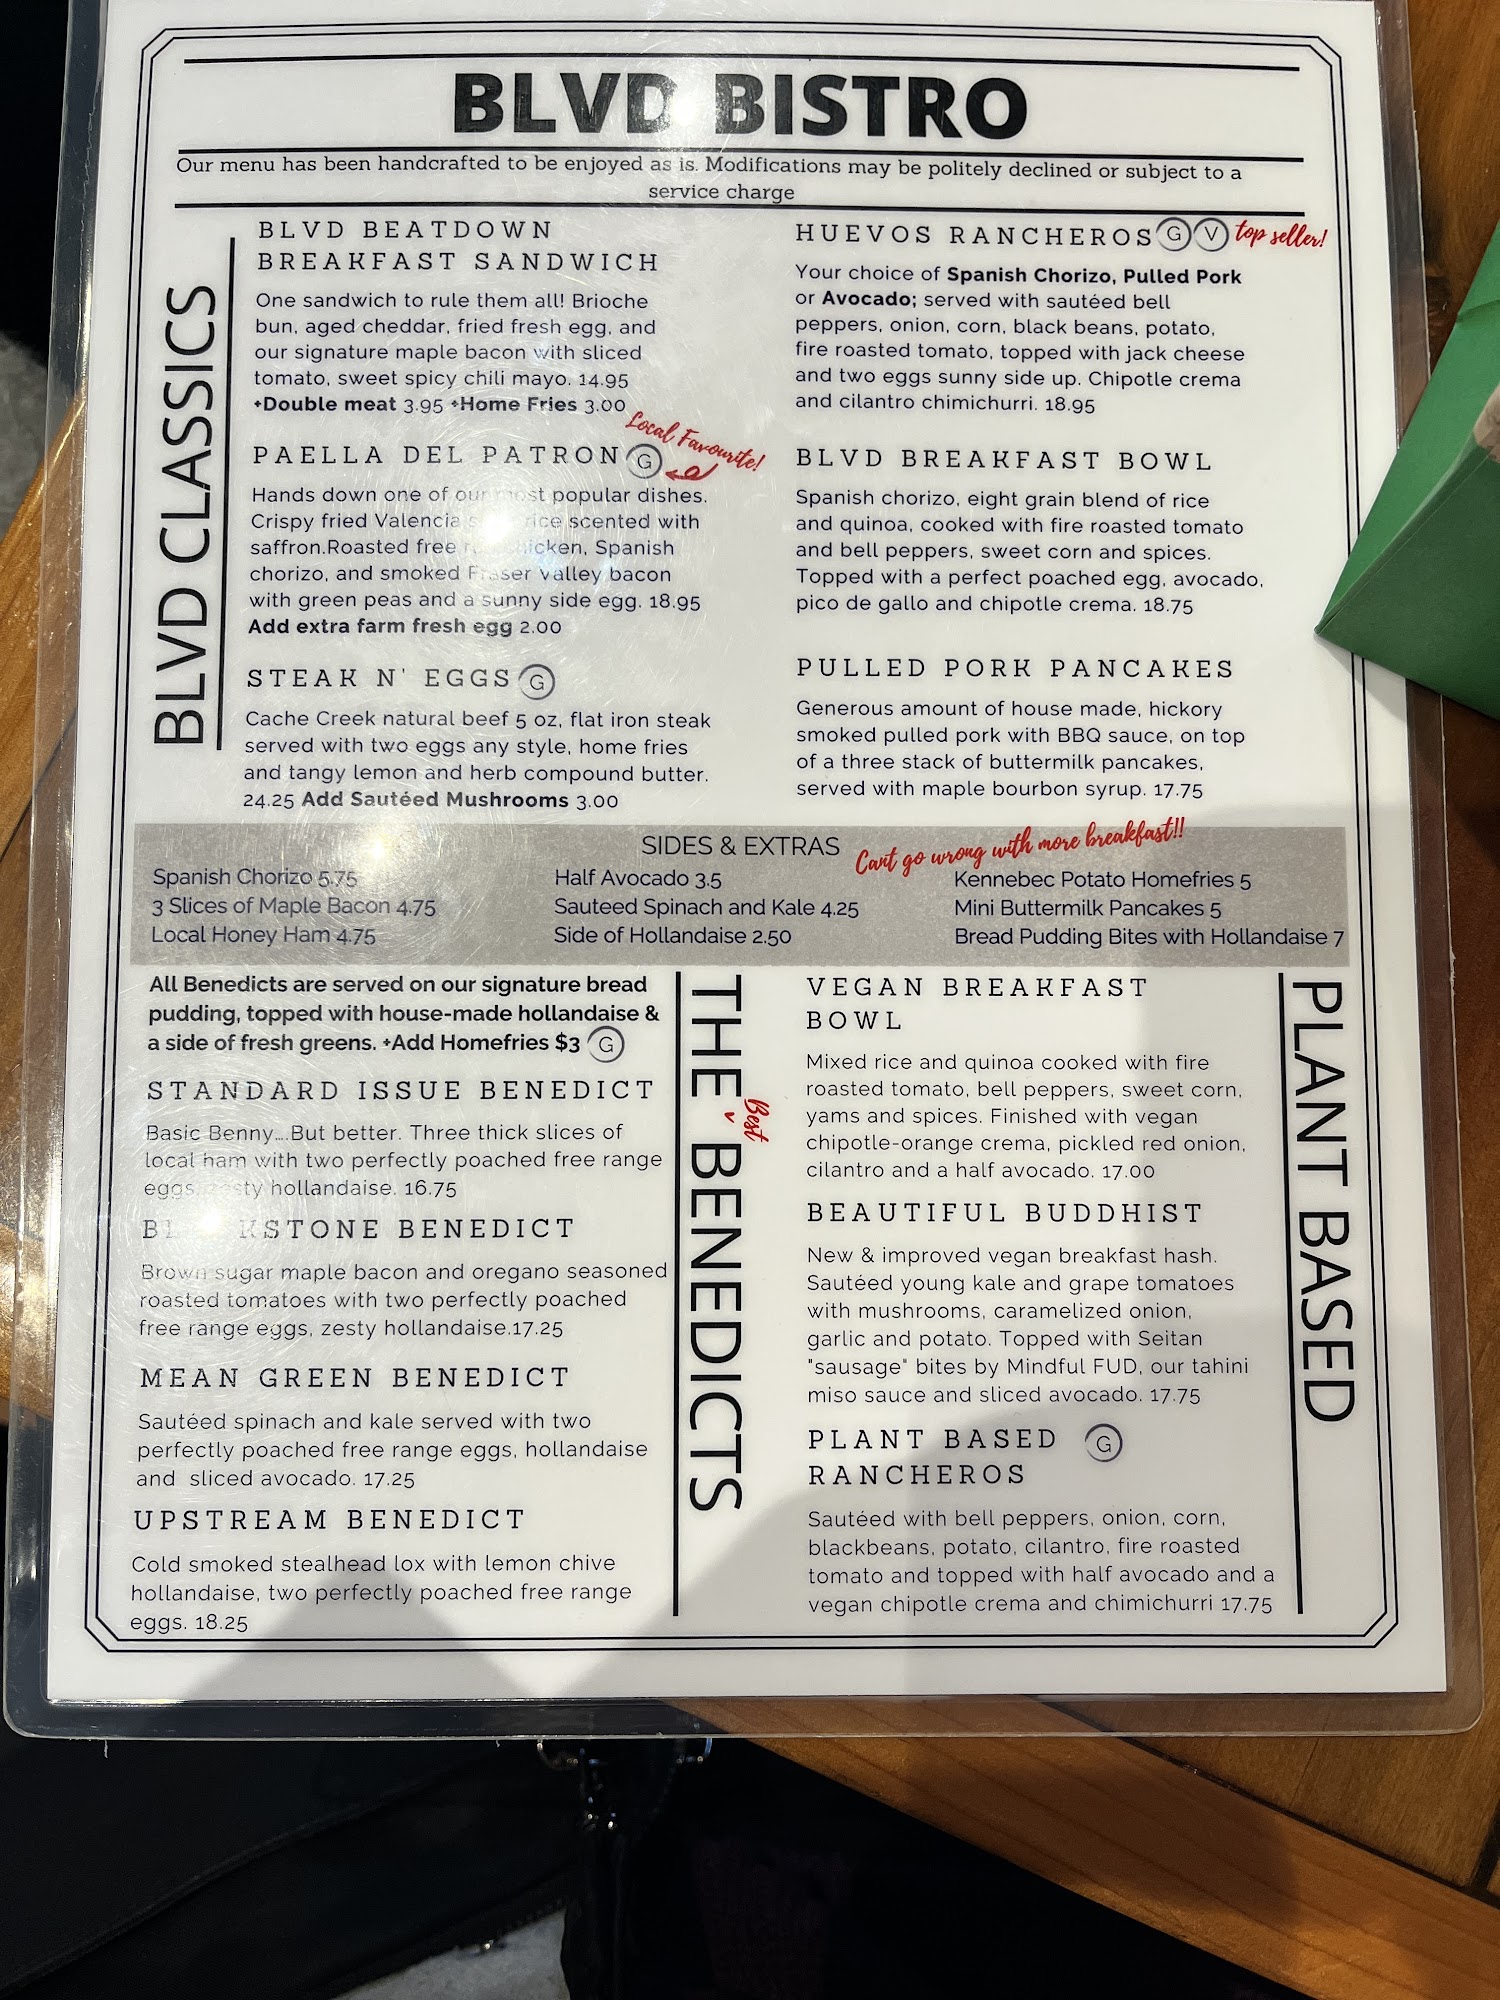 BLVD BISTRO
Our menu has been handcrafted to be enjoyed as is. Modifications may be politely declined or subject to a
service charge
BLVD CLASSICS
BLVD BEATDOWN
BREAKFAST SANDWICH
One sandwich to rule them all! Brioche
bun, aged cheddar, fried fresh egg, and
our signature maple bacon with sliced
tomato, sweet spicy chili mayo. 14.95
+Double meat 3.95 +Home Fries 3.00
PAELLA DEL PATRON G
Local Favourite!
Hands down one of our most popular dishes.
Crispy fried Valencia rice scented with
saffron.Roasted free chicken, Spanish
chorizo, and smoked Fraser Valley bacon
with green peas and a sunny side egg. 18.95
Add extra farm fresh egg 2.00
STEAK N' EGGS G
Cache Creek natural beef 5 oz, flat iron steak
served with two eggs any style, home fries
and tangy lemon and herb compound butter.
24.25 Add Sautéed Mushrooms 3.00
HUEVOS RANCHEROS G V top seller!
Your choice of Spanish Chorizo, Pulled Pork
or Avocado; served with sautéed bell
peppers, onion, corn, black beans, potato,
fire roasted tomato, topped with jack cheese
and two eggs sunny side up. Chipotle crema
and cilantro chimichurri. 18.95
BLVD BREAKFAST BOWL
Spanish chorizo, eight grain blend of rice
and quinoa, cooked with fire roasted tomato
and bell peppers, sweet corn and spices.
Topped with a perfect poached egg, avocado,
pico de gallo and chipotle crema. 18.75
PULLED PORK PANCAKES
Generous amount of house made, hickory
smoked pulled pork with BBQ sauce, on top
of a three stack of buttermilk pancakes,
served with maple bourbon syrup. 17.75
SIDES & EXTRAS
Cant go wrong with more breakfast!!
Spanish Chorizo 5.75
3 Slices of Maple Bacon 4.75
Local Honey Ham 4.75
Half Avocado 3.5
Sauteed Spinach and Kale 4.25
Side of Hollandaise 2.50
Kennebec Potato Homefries 5
Mini Buttermilk Pancakes 5
Bread Pudding Bites with Hollandaise 7
THE BENEDICTS
Best
All Benedicts are served on our signature bread
pudding, topped with house-made hollandaise &
a side of fresh greens. +Add Homefries $3 G
STANDARD ISSUE BENEDICT
Basic Benny....But better. Three thick slices of
local ham with two perfectly poached free range
eggs, zesty hollandaise. 16.75
BENEDICT
Brown sugar maple bacon and oregano seasoned
roasted tomatoes with two perfectly poached
free range eggs, zesty hollandaise.17.25
MEAN GREEN BENEDICT
Sautéed spinach and kale served with two
perfectly poached free range eggs, hollandaise
and sliced avocado. 17.25
UPSTREAM BENEDICT
Cold smoked stealhead lox with lemon chive
hollandaise, two perfectly poached free range
eggs. 18.25
PLANT BASED
VEGAN BREAKFAST
BOWL
Mixed rice and quinoa cooked with fire
roasted tomato, bell peppers, sweet corn,
yams and spices. Finished with vegan
chipotle-orange crema, pickled red onion,
cilantro and a half avocado. 17.00
BEAUTIFUL BUDDHIST
New & improved vegan breakfast hash.
Sautéed young kale and grape tomatoes
with mushrooms, caramelized onion,
garlic and potato. Topped with Seitan
"sausage" bites by Mindful FUD, our tahini
miso sauce and sliced avocado. 17.75
PLANT BASED G
RANCHEROS
Sautéed with bell peppers, onion, corn,
blackbeans, potato, cilantro, fire roasted
tomato and topped with half avocado and a
vegan chipotle crema and chimichurri 17.75